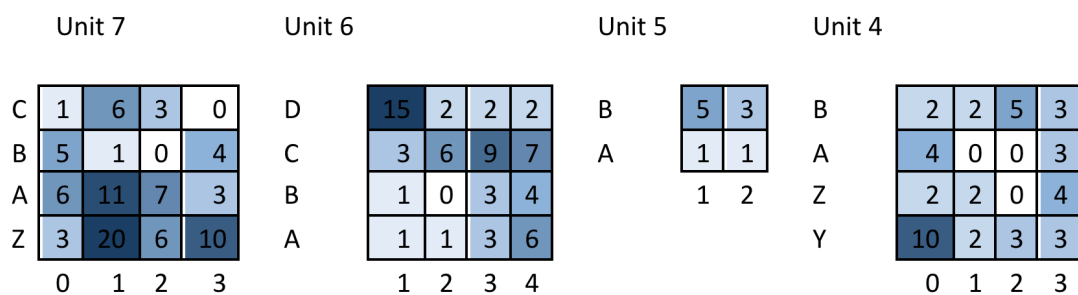 Unit 7 Unit 6 Unit 5 Unit 4
C 1 6 3 0 D 15 2 2 2 B 5 3 B 2 2 5 3
B 5 1 0 4 C 3 6 9 7 A 1 1 A 4 0 0 3
A 6 11 7 3 B 1 0 3 4 1 2 Z 2 2 0 4
Z 3 20 6 10 A 1 1 3 6 Y 10 2 3 3
0 1 2 3 1 2 3 4 0 1 2 3